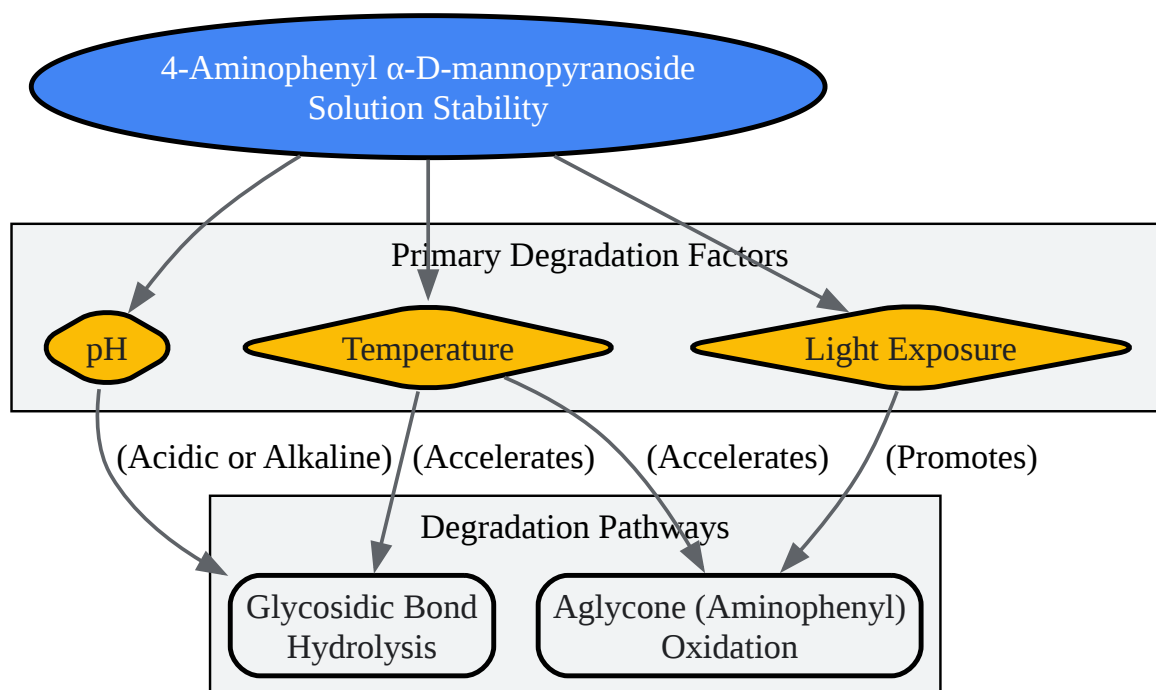 4-Aminophenyl α-D-mannopyranoside
Solution Stability
Primary Degradation Factors
pH
Temperature
Light Exposure
(Acidic or Alkaline)
(Accelerates)
(Accelerates)
(Promotes)
Degradation Pathways
Glycosidic Bond
Hydrolysis
Aglycone (Aminophenyl)
Oxidation